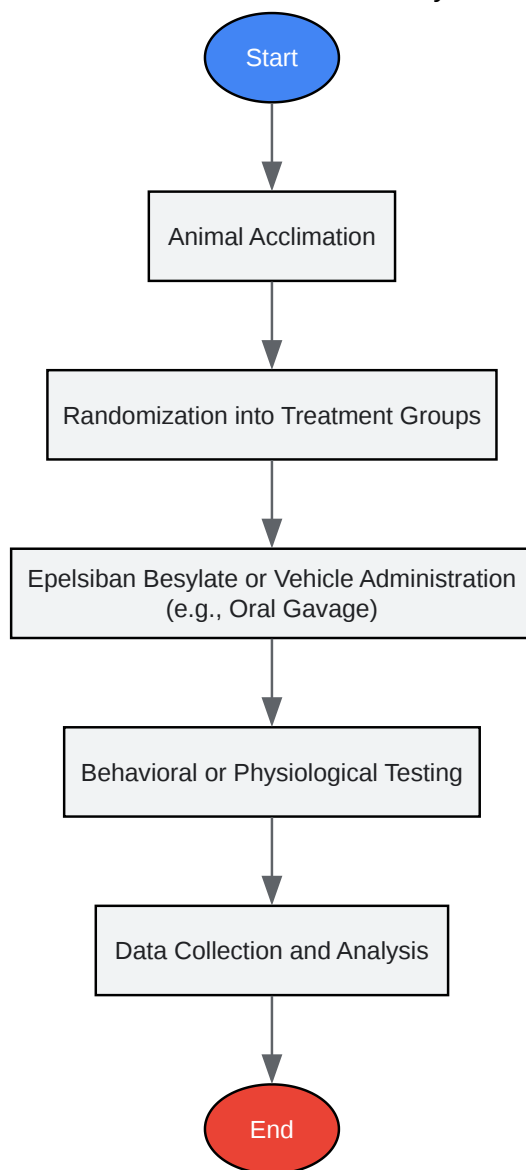 Start
Animal Acclimation
Randomization into Treatment Groups
Epelsiban Besylate or Vehicle Administration
(e.g., Oral Gavage)
Behavioral or Physiological Testing
Data Collection and Analysis
End